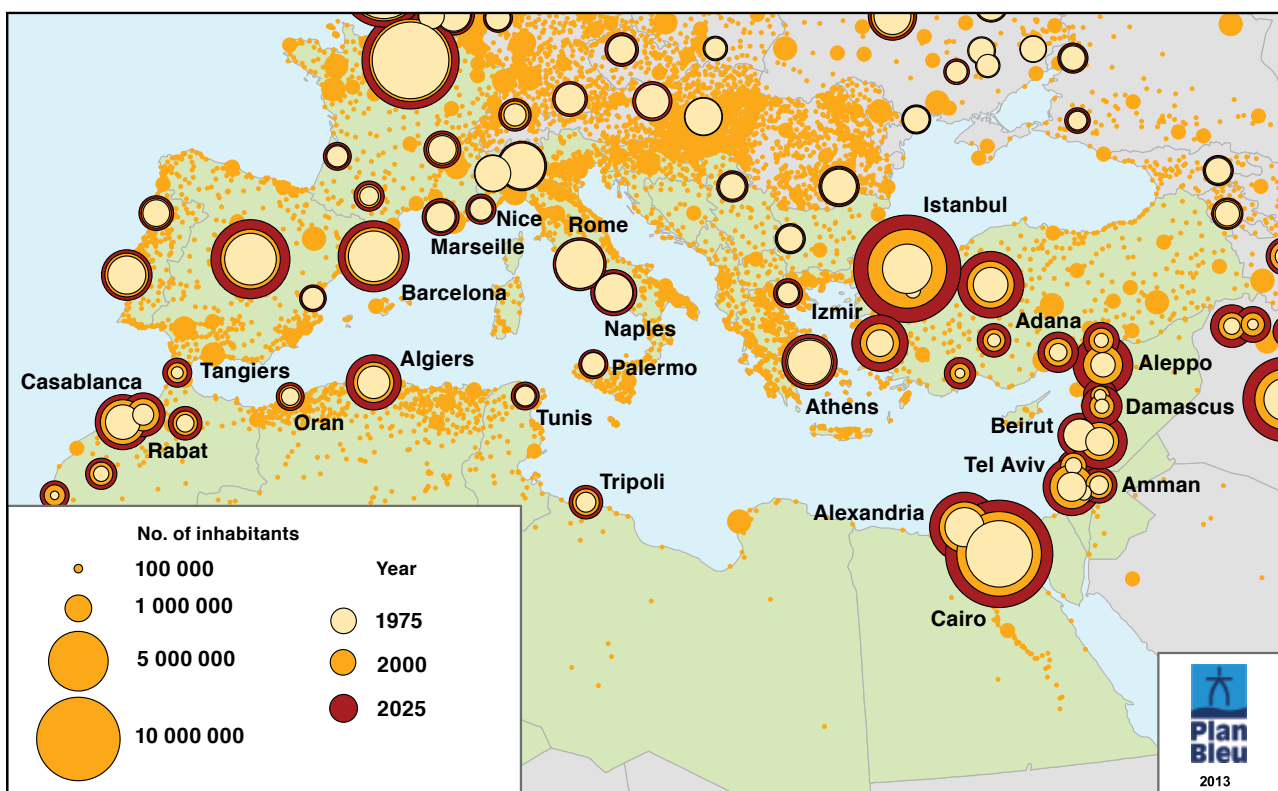 Istanbul
Nice
Rome
Marseille
Barcelona
Izmir
Naples
Adana
Algiers
Palermo
Aleppo
Casablanca
Tangiers
Athens
Damascus
Oran
Tunis
Beirut
Rabat
Tel Aviv
Tripoli
Amman
Alexandria
Cairo
No. of inhabitants
100 000
1 000 000
5 000 000
10 000 000
Year
1975
2000
2025
Plan
Bleu
2013